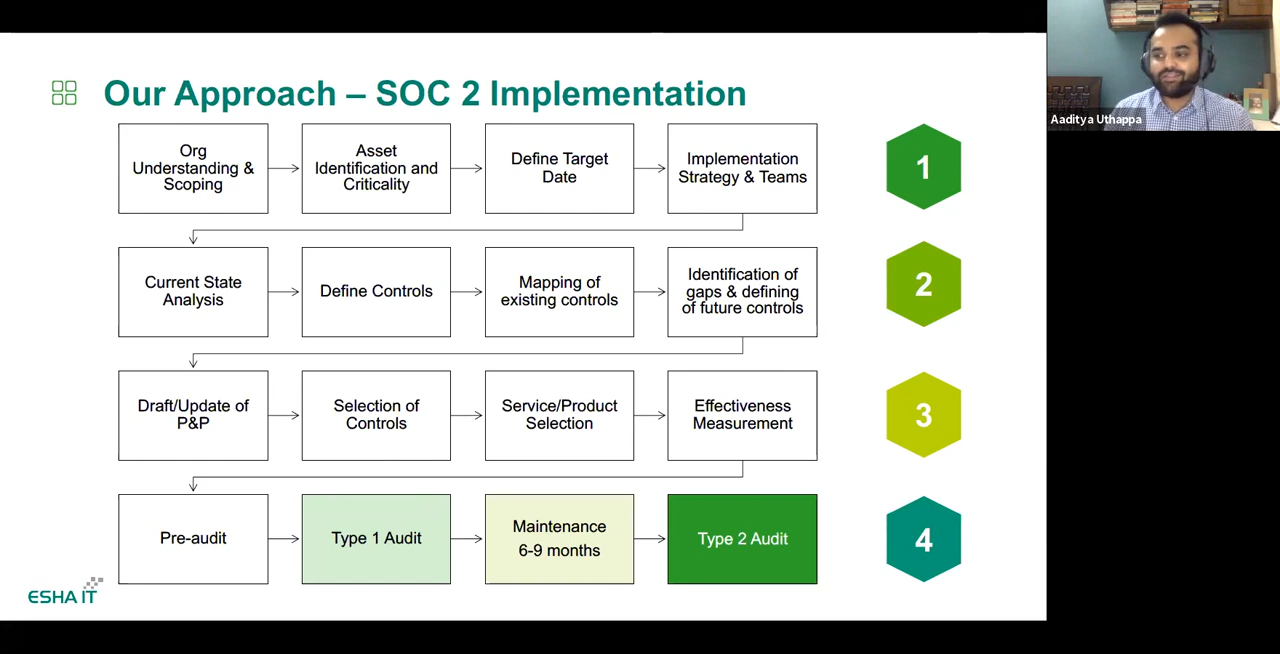 Our Approach – SOC 2 Implementation
Aaditya Uthappa
Org
Understanding &
Scoping
Asset
Identification and
Criticality
Define Target
Date
Implementation
Strategy & Teams
1
Current State
Analysis
Define Controls
Mapping of
existing controls
Identification of
gaps & defining
of future controls
2
Draft/Update of
P&P
Selection of
Controls
Service/Product
Selection
Effectiveness
Measurement
3
Pre-audit
Type 1 Audit
Maintenance
6-9 months
Type 2 Audit
4
ESHA IT